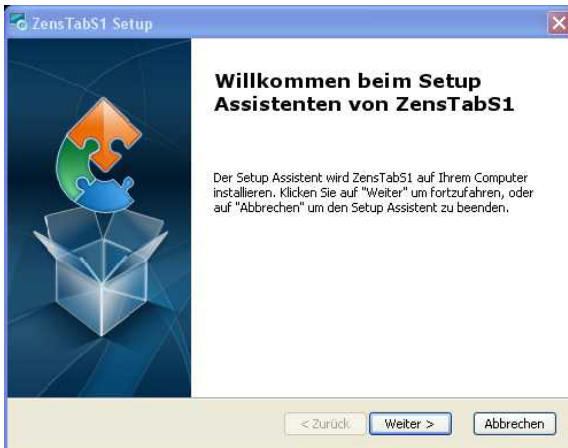 ZensTabS1 Setup
Willkommen beim Setup
Assistenten von ZensTabS1
Der Setup Assistent wird ZensTabS1 auf Ihrem Computer
installieren. Klicken Sie auf "Weiter" um fortzufahren, oder
auf "Abbrechen" um den Setup Assistent zu beenden.
< Zurück
Weiter >
Abbrechen